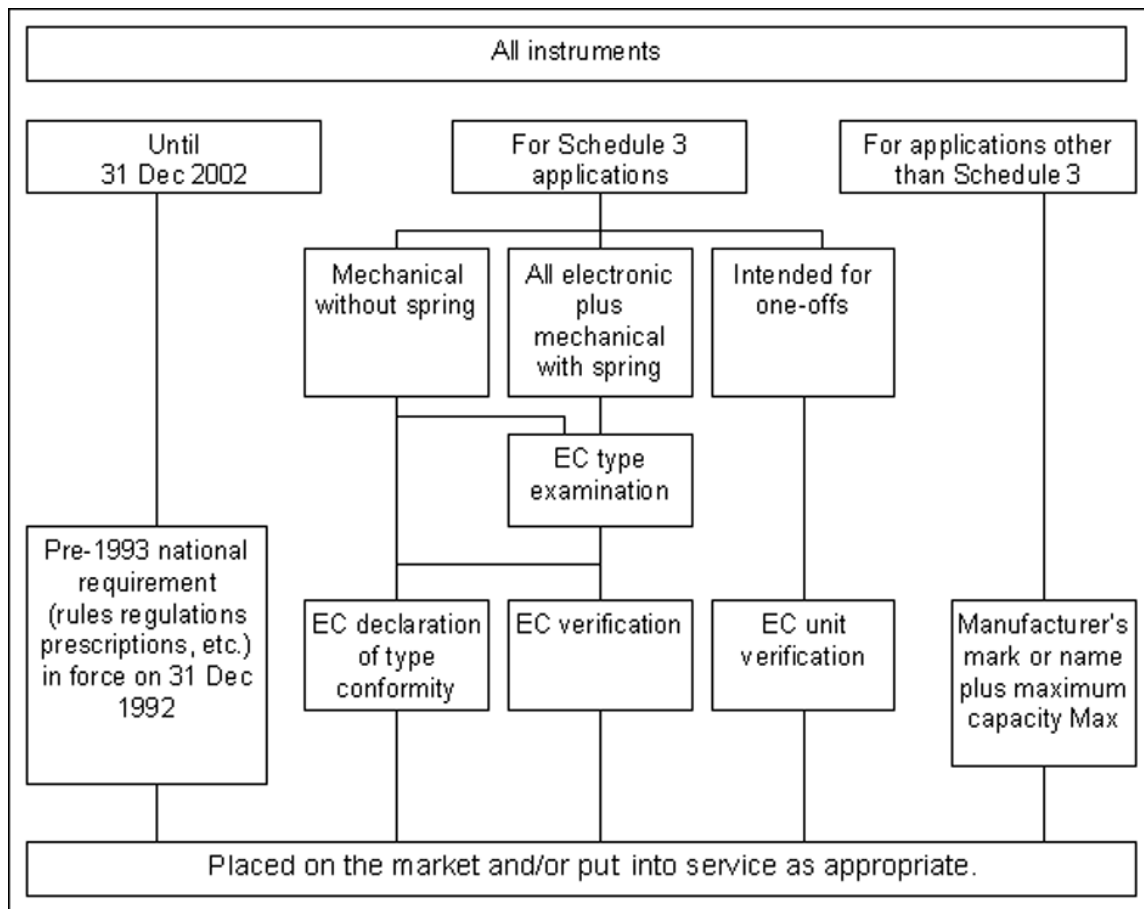 All instruments
Until
31 Dec 2002
For Schedule 3
applications
For applications other
than Schedule 3
Mechanical
without spring
All electronic
plus
mechanical
with spring
Intended for
one-offs
EC type
examination
Pre-1993 national
requirement
(rules regulations
prescriptions, etc.)
in force on 31 Dec
1992
EC declaration
of type
conformity
EC verification
EC unit
verification
Manufacturer's
mark or name
plus maximum
capacity Max
Placed on the market and/or put into service as appropriate.